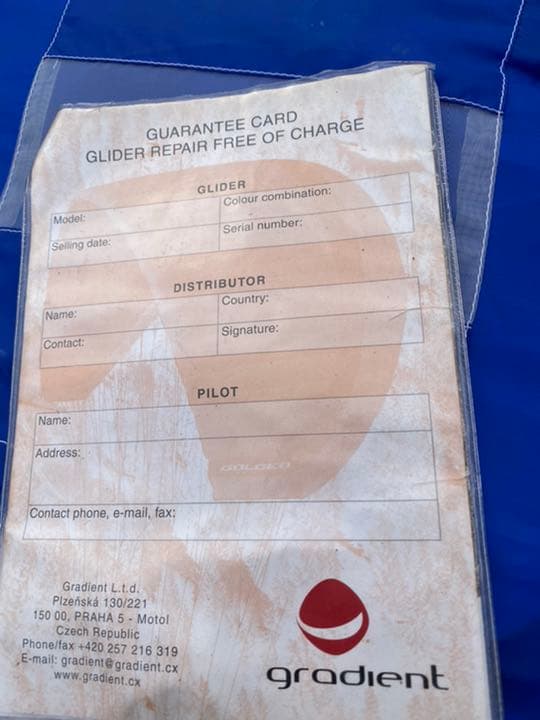 GUARANTEE CARD
GLIDER REPAIR FREE OF CHARGE
GLIDER
Model:
Colour combination:
Selling date:
Serial number:
DISTRIBUTOR
Name:
Country:
Contact:
Signature:
PILOT
Name:
Address:
Contact phone, e-mail, fax:
Gradient L.t.d.
Plzeňská 130/221
150 00, PRAHA 5 - Motol
Czech Republic
Phone/fax +420 257 216 319
E-mail: gradient@gradient.cx
www.gradient.cx
gradient